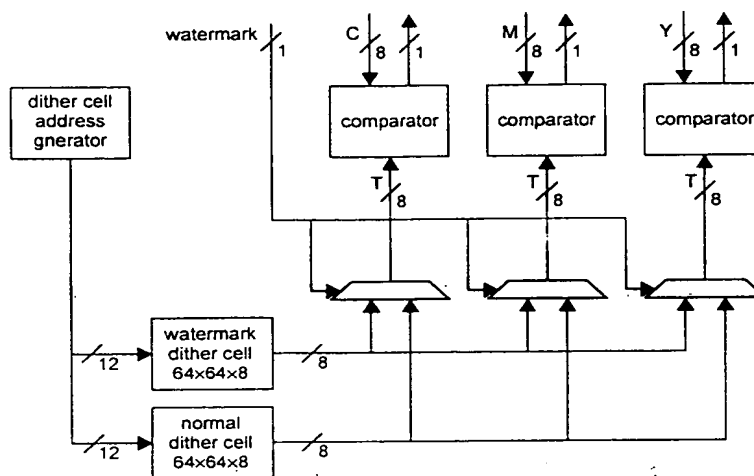 watermark
1
C
8
1
M
8
1
Y
8
1
dither cell
address
gnerator
comparator
comparator
comparator
T
8
T
8
T
8
12
watermark
dither cell
64×64×8
8
12
normal
dither cell
64×64×8
8